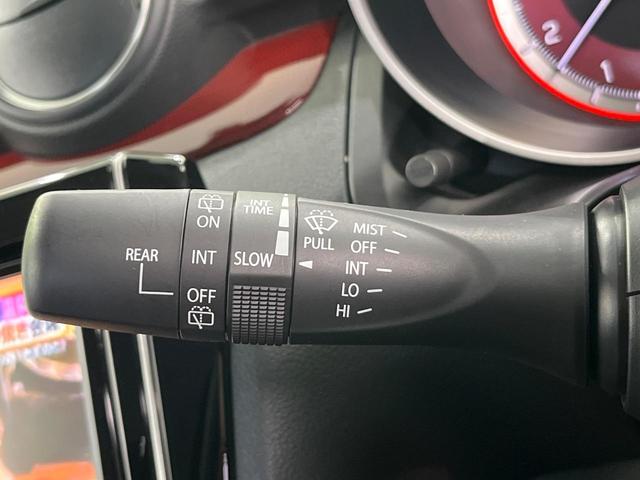 REAR
ON
INT
OFF
INT
TIME
SLOW
PULL
MIST
OFF
INT
LO
HI
2
1